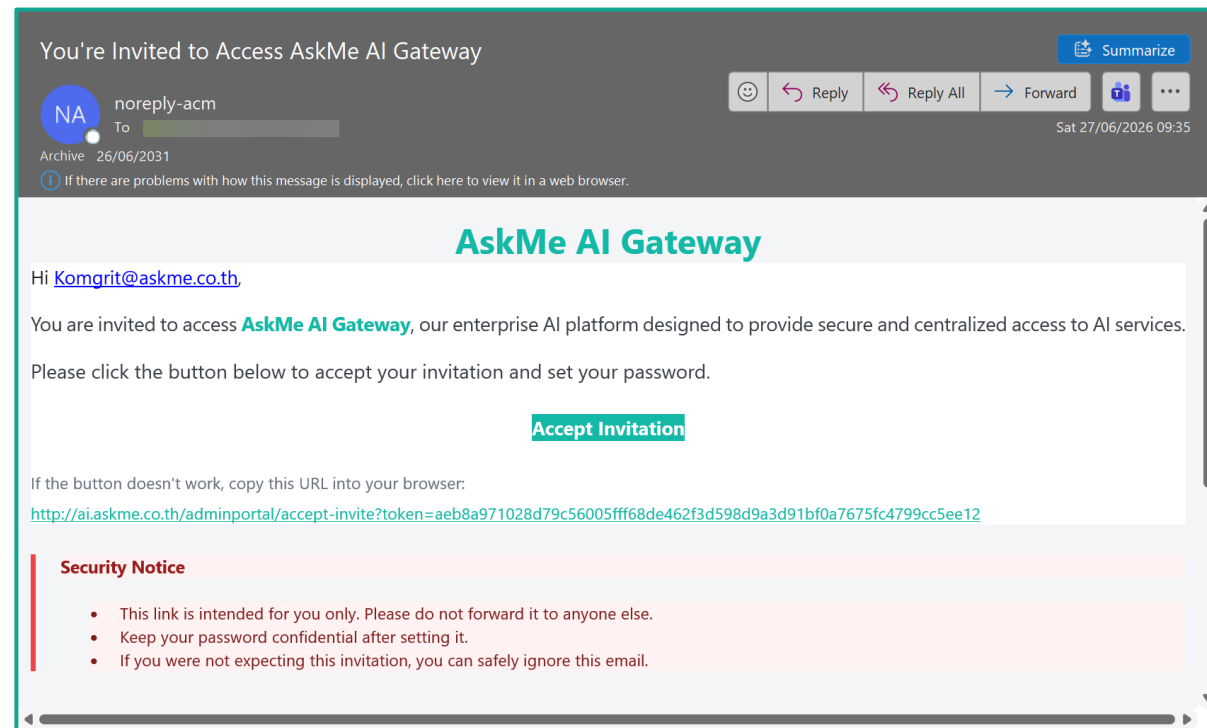 You're Invited to Access AskMe AI Gateway
Summarize
NA
noreply-acm
Reply
Reply All
Forward
To
Sat 27/06/2026 09:35
Archive 26/06/2031
If there are problems with how this message is displayed, click here to view it in a web browser.
AskMe AI Gateway
Hi Komgrit@askme.co.th,
You are invited to access AskMe AI Gateway, our enterprise AI platform designed to provide secure and centralized access to AI services.
Please click the button below to accept your invitation and set your password.
Accept Invitation
If the button doesn't work, copy this URL into your browser:
http://ai.askme.co.th/adminportal/accept-invite?token=aeb8a971028d79c56005fff68de462f3d598d9a3d91bf0a7675fc4799cc5ee12
Security Notice
• This link is intended for you only. Please do not forward it to anyone else.
• Keep your password confidential after setting it.
• If you were not expecting this invitation, you can safely ignore this email.